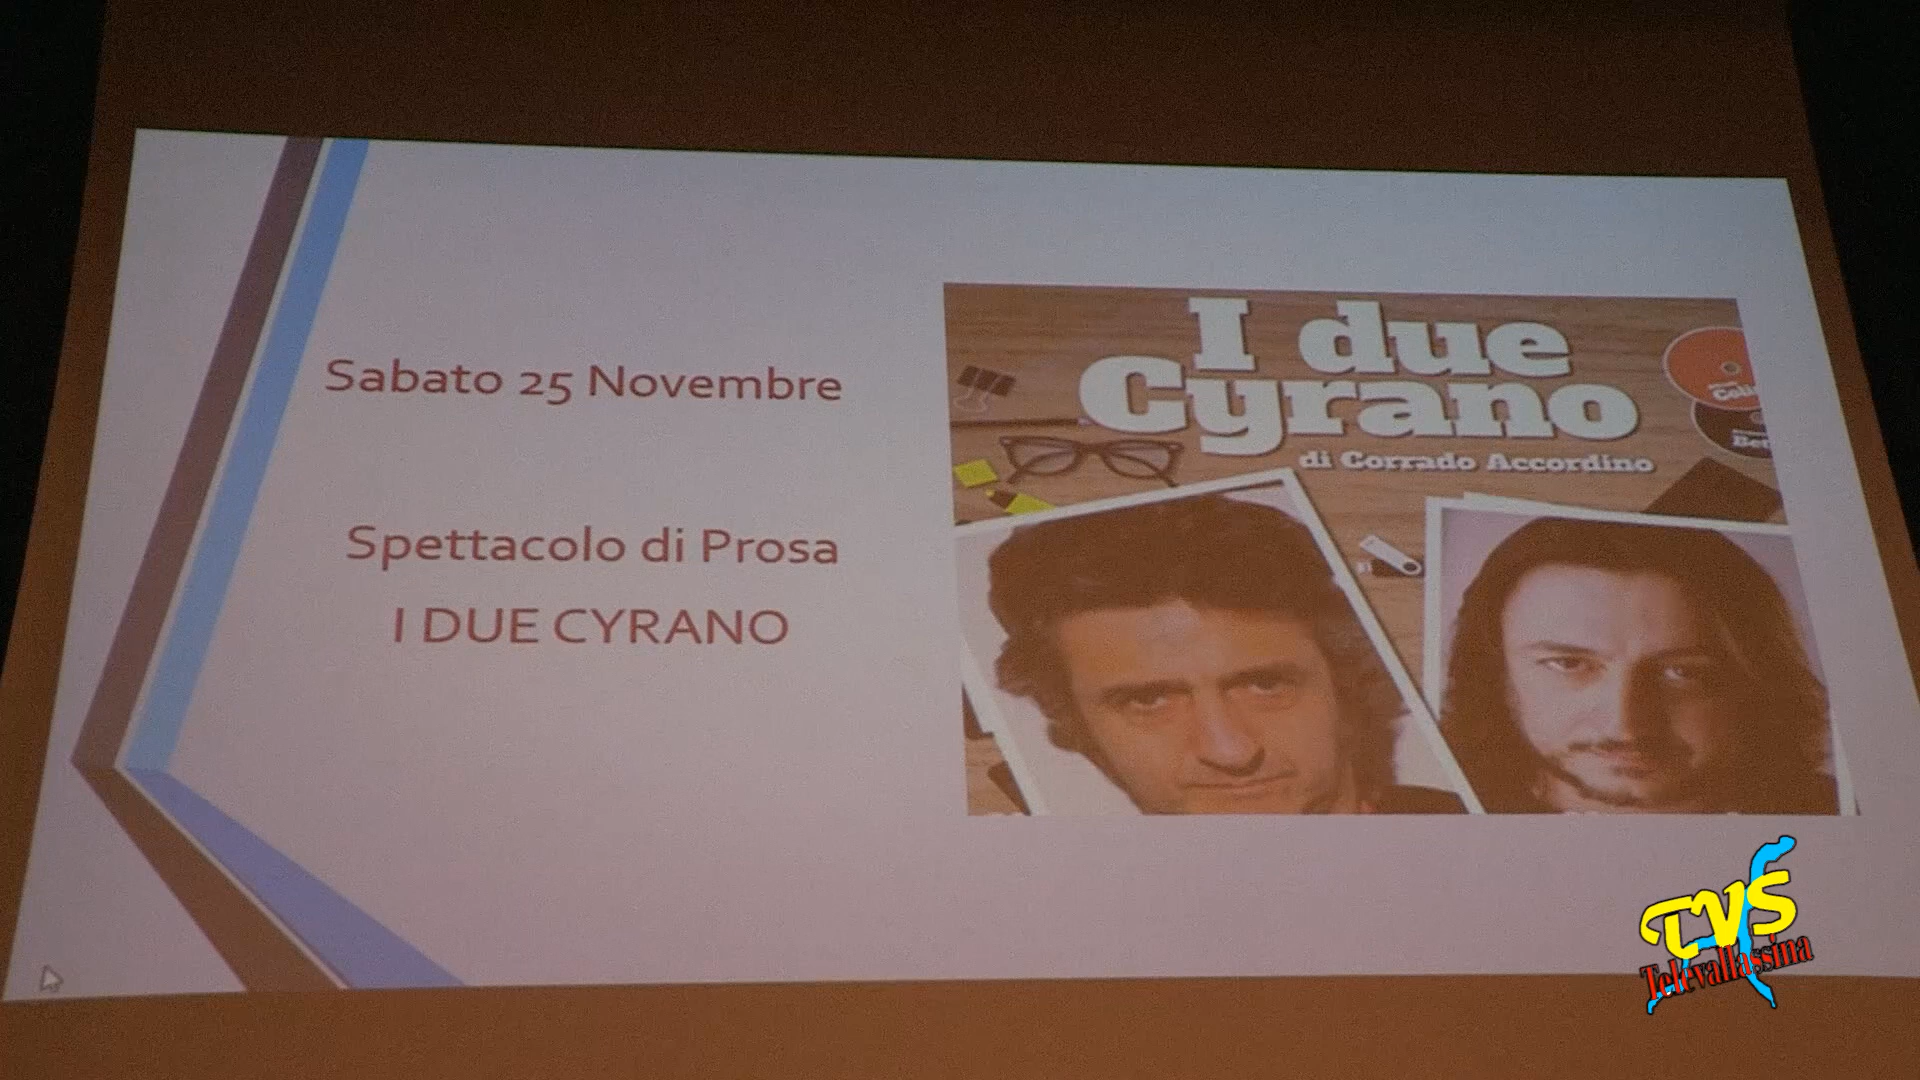 Sabato 25 Novembre
Spettacolo di Prosa
I DUE CYRANO
I due
Cyrano
di Corrado Accordino
TVS
Televallassina